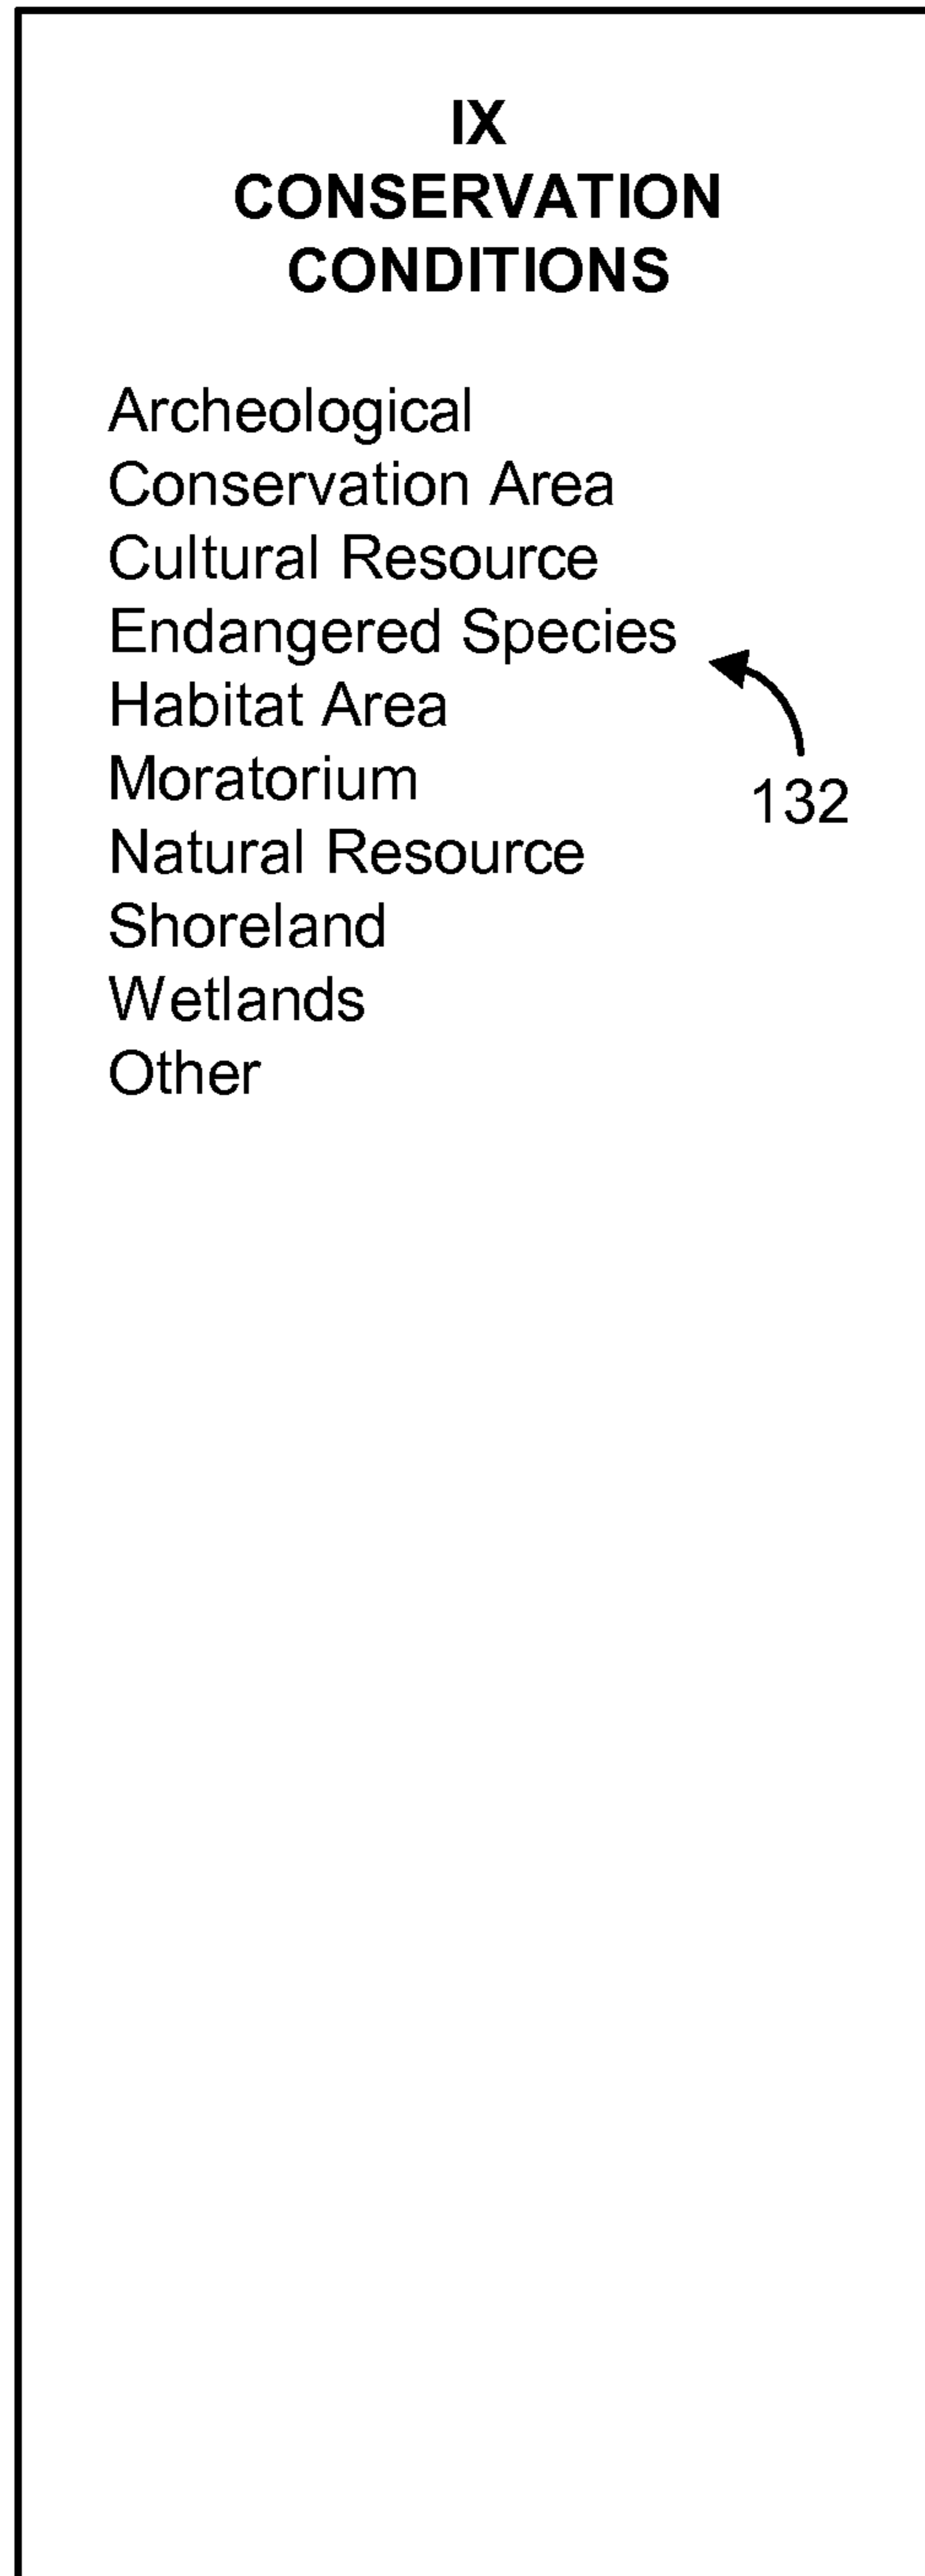 IX
CONSERVATION
CONDITIONS
Archeological
Conservation Area
Cultural Resource
Endangered Species
Habitat Area
Moratorium
132
Natural Resource
Shoreland
Wetlands
Other